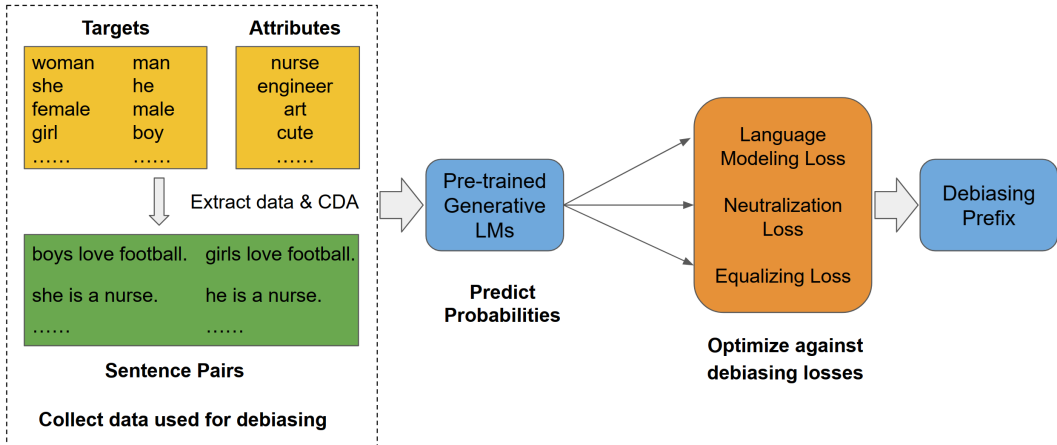 Targets
Attributes
woman man
she he
female male
girl boy
...... ......
nurse
engineer
art
cute
......
Extract data & CDA
boys love football. girls love football.
she is a nurse. he is a nurse.
...... ......
Sentence Pairs
Collect data used for debiasing
Pre-trained
Generative
LMs
Predict
Probabilities
Language
Modeling Loss
Neutralization
Loss
Equalizing Loss
Optimize against
debiasing losses
Debiasing
Prefix